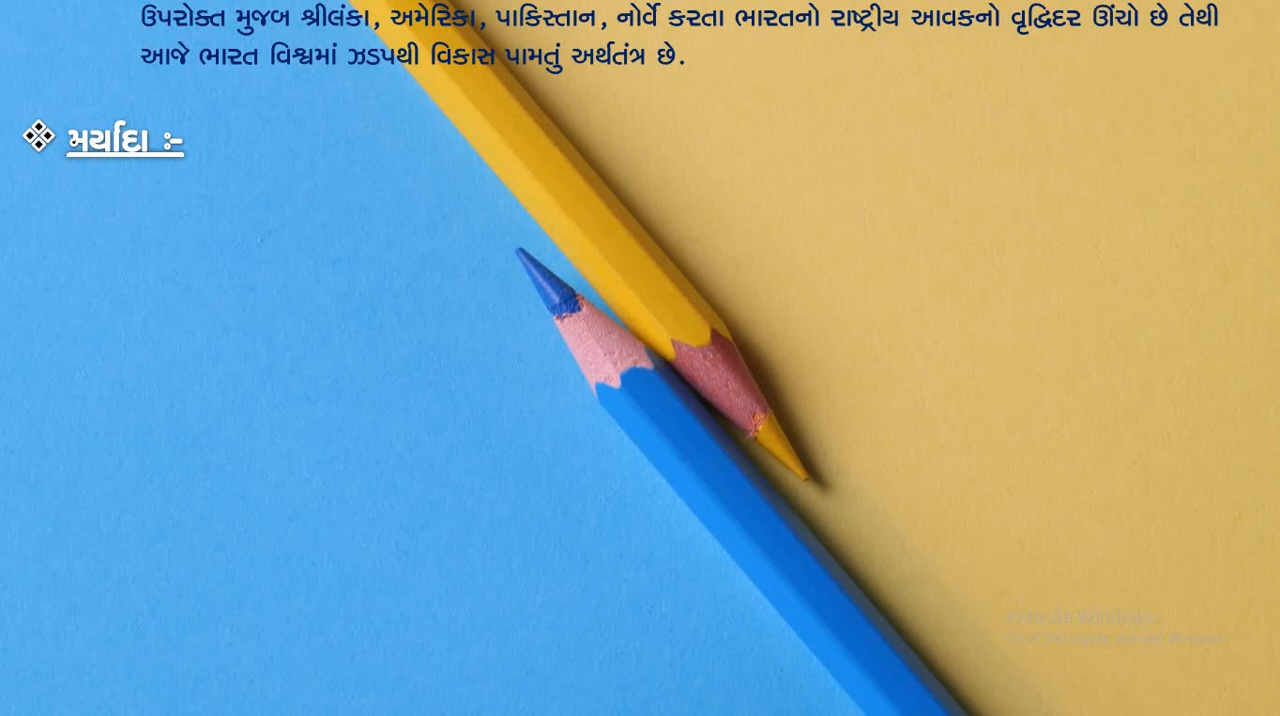 ઉપરોક્ત મુજબ શ્રીલંકા, અમેરિકા, પાકિસ્તાન, નોર્વે કરતા ભારતનો રાષ્ટ્રીય આવકનો વૃદ્ધિદર ઊંચો છે તેથી
આજે ભારત વિશ્વમાં ઝડપથી વિકાસ પામતું અર્થતંત્ર છે.
❖ મર્યાદા :-